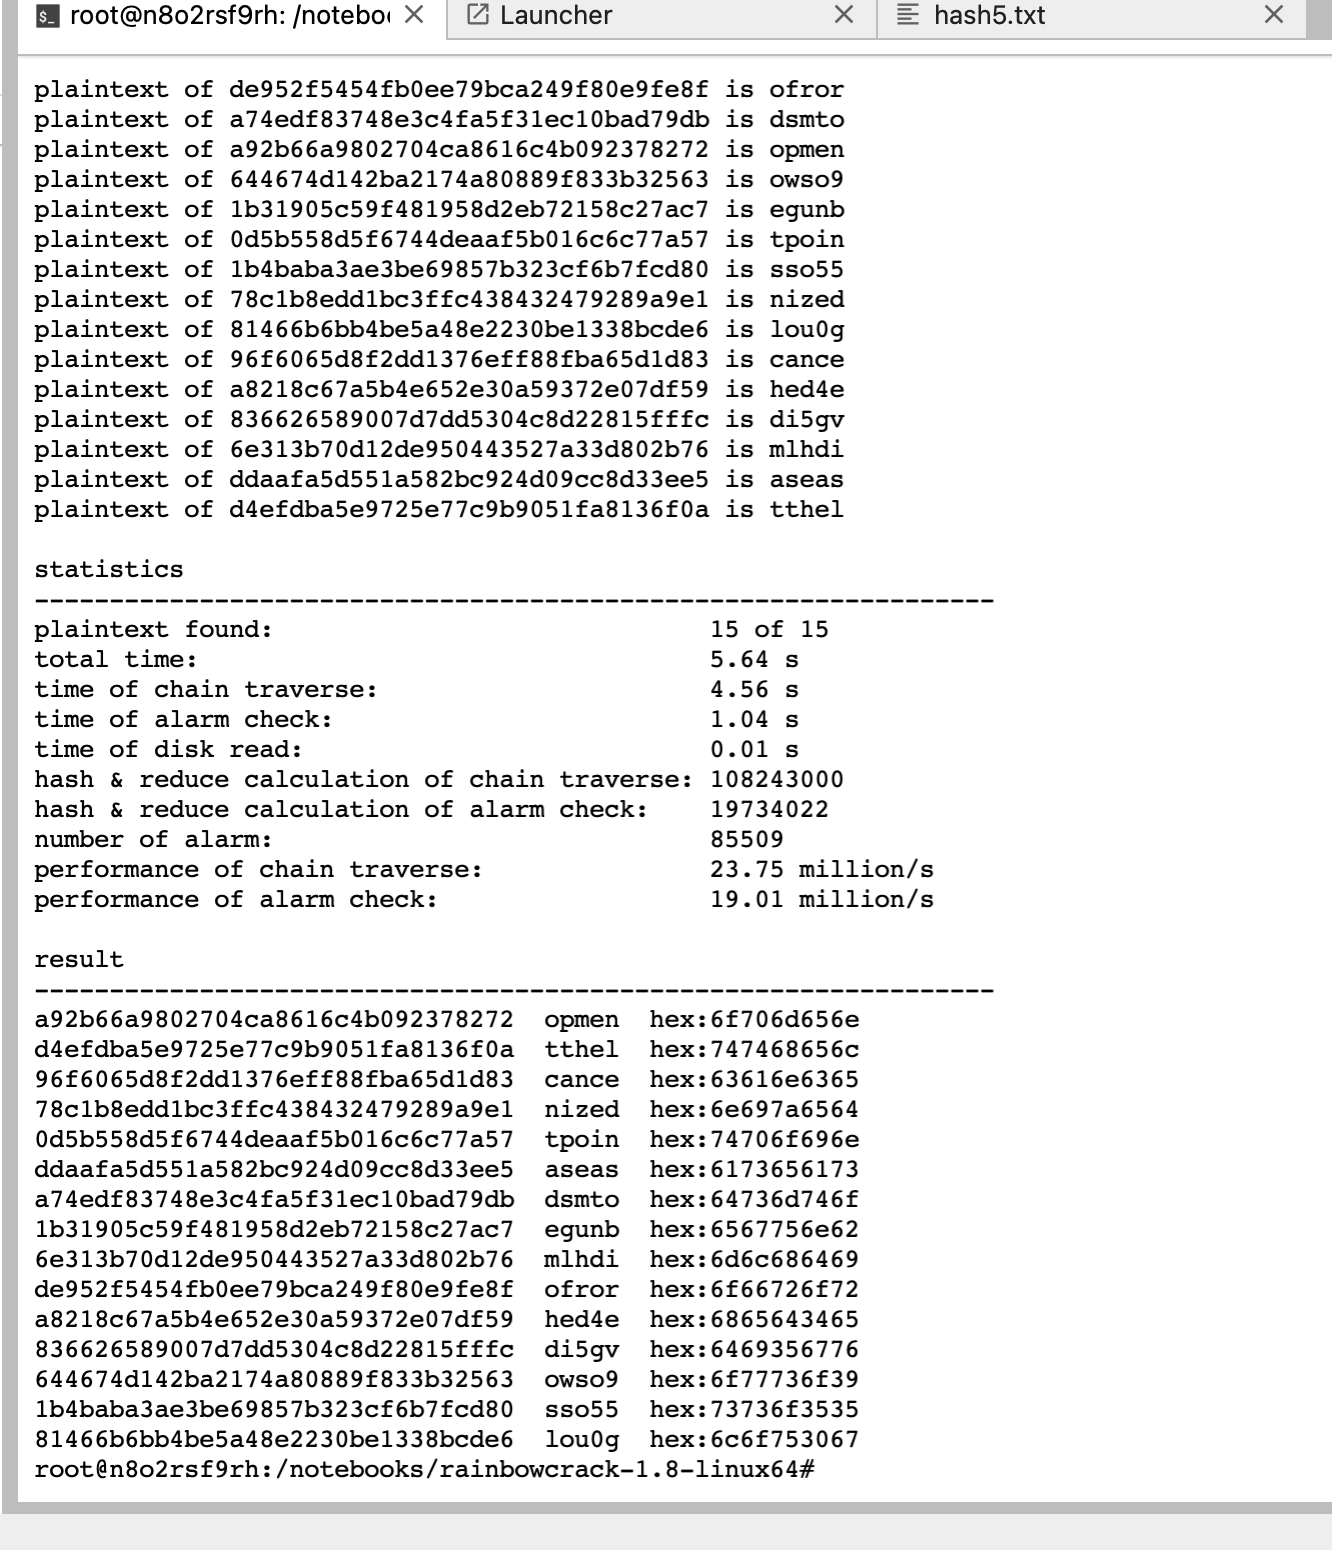 root@n8o2rsf9rh: /noteboo
Launcher
hash5.txt
plaintext of de952f5454fb0ee79bca249f80e9fe8f is ofror
plaintext of a74edf83748e3c4fa5f31ec10bad79db is dsmto
plaintext of a92b66a9802704ca8616c4b092378272 is opmen
plaintext of 644674d142ba2174a80889f833b32563 is owso9
plaintext of 1b31905c59f481958d2eb72158c27ac7 is egunb
plaintext of 0d5b558d5f6744deaaf5b016c6c77a57 is tpoin
plaintext of 1b4baba3ae3be69857b323cf6b7fcd80 is sso55
plaintext of 78c1b8edd1bc3ffc438432479289a9e1 is nized
plaintext of 81466b6bb4be5a48e2230be1338bcde6 is lou0g
plaintext of 96f6065d8f2dd1376eff88fba65d1d83 is cance
plaintext of a8218c67a5b4e652e30a59372e07df59 is hed4e
plaintext of 836626589007d7dd5304c8d22815fffc is di5gv
plaintext of 6e313b70d12de950443527a33d802b76 is mlhdi
plaintext of ddaafa5d551a582bc924d09cc8d33ee5 is aseas
plaintext of d4efdba5e9725e77c9b9051fa8136f0a is tthel
statistics
----------------------------------------------------------------
plaintext found: 15 of 15
total time: 5.64 s
time of chain traverse: 4.56 s
time of alarm check: 1.04 s
time of disk read: 0.01 s
hash & reduce calculation of chain traverse: 108243000
hash & reduce calculation of alarm check: 19734022
number of alarm: 85509
performance of chain traverse: 23.75 million/s
performance of alarm check: 19.01 million/s
result
----------------------------------------------------------------
a92b66a9802704ca8616c4b092378272 opmen hex:6f706d656e
d4efdba5e9725e77c9b9051fa8136f0a tthel hex:747468656c
96f6065d8f2dd1376eff88fba65d1d83 cance hex:63616e6365
78c1b8edd1bc3ffc438432479289a9e1 nized hex:6e697a6564
0d5b558d5f6744deaaf5b016c6c77a57 tpoin hex:74706f696e
ddaafa5d551a582bc924d09cc8d33ee5 aseas hex:6173656173
a74edf83748e3c4fa5f31ec10bad79db dsmto hex:64736d746f
1b31905c59f481958d2eb72158c27ac7 egunb hex:6567756e62
6e313b70d12de950443527a33d802b76 mlhdi hex:6d6c686469
de952f5454fb0ee79bca249f80e9fe8f ofror hex:6f66726f72
a8218c67a5b4e652e30a59372e07df59 hed4e hex:6865643465
836626589007d7dd5304c8d22815fffc di5gv hex:6469356776
644674d142ba2174a80889f833b32563 owso9 hex:6f77736f39
1b4baba3ae3be69857b323cf6b7fcd80 sso55 hex:73736f3535
81466b6bb4be5a48e2230be1338bcde6 lou0g hex:6c6f753067
root@n8o2rsf9rh:/notebooks/rainbowcrack-1.8-linux64#